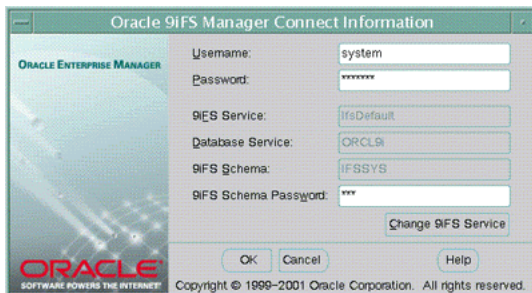 Oracle 9iFS Manager Connect Information
ORACLE ENTERPRISE MANAGER
Username: system
Password: *******
9iFS Service: IfsDefault
Database Service: ORCL9i
9iFS Schema: IFSSYS
9iFS Schema Password: ***
Change 9iFS Service
OK Cancel Help
ORACLE
SOFTWARE POWERS THE INTERNET
Copyright © 1999-2001 Oracle Corporation. All rights reserved.